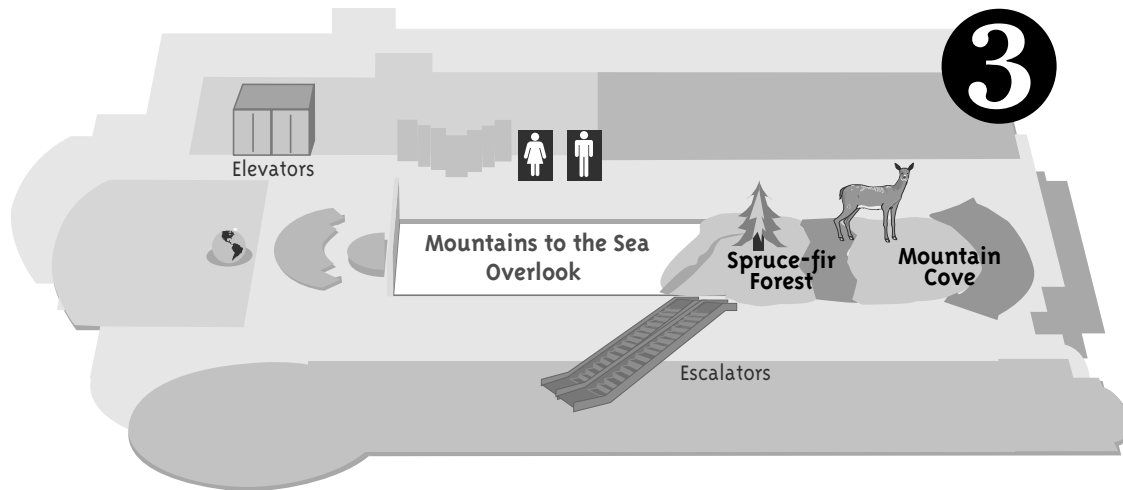 3
Elevators
Mountains to the Sea
Overlook
Spruce-fir
Forest
Mountain
Cove
Escalators